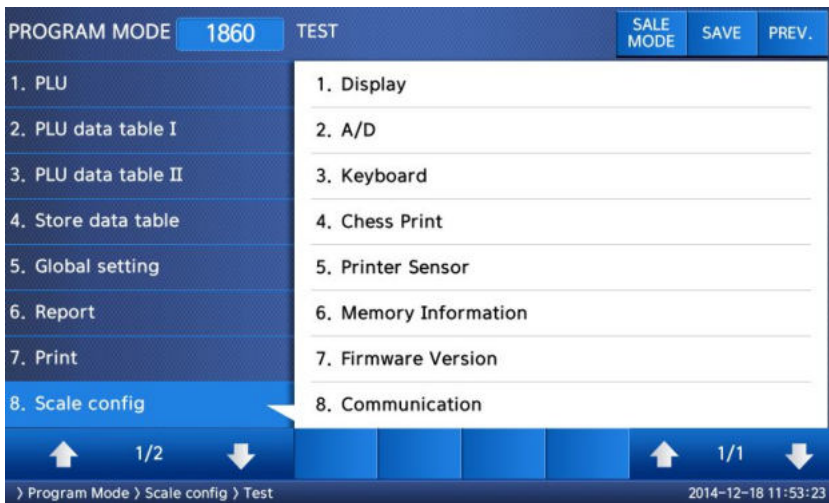 PROGRAM MODE 1860 TEST SALE MODE SAVE PREV.
1. PLU
2. PLU data table I
3. PLU data table II
4. Store data table
5. Global setting
6. Report
7. Print
8. Scale config
1. Display
2. A/D
3. Keyboard
4. Chess Print
5. Printer Sensor
6. Memory Information
7. Firmware Version
8. Communication
1/2
1/1
〉Program Mode 〉Scale config 〉Test
2014-12-18 11:53:23